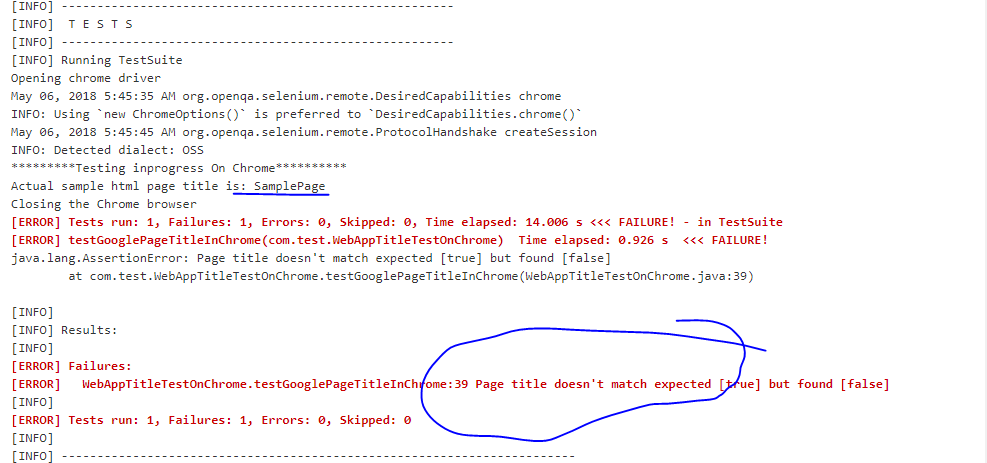 [INFO] -------------------------------------------------------
[INFO]  T E S T S
[INFO] -------------------------------------------------------
[INFO] Running TestSuite
Opening chrome driver
May 06, 2018 5:45:35 AM org.openqa.selenium.remote.DesiredCapabilities chrome
INFO: Using `new ChromeOptions()` is preferred to `DesiredCapabilities.chrome()`
May 06, 2018 5:45:45 AM org.openqa.selenium.remote.ProtocolHandshake createSession
INFO: Detected dialect: OSS
*********Testing inprogress On Chrome**********
Actual sample html page title is: SamplePage
Closing the Chrome browser
[ERROR] Tests run: 1, Failures: 1, Errors: 0, Skipped: 0, Time elapsed: 14.006 s <<< FAILURE! - in TestSuite
[ERROR] testGooglePageTitleInChrome(com.test.WebAppTitleTestOnChrome)  Time elapsed: 0.926 s  <<< FAILURE!
java.lang.AssertionError: Page title doesn't match expected [true] but found [false]
        at com.test.WebAppTitleTestOnChrome.testGooglePageTitleInChrome(WebAppTitleTestOnChrome.java:39)
[INFO]
[INFO] Results:
[INFO]
[ERROR] Failures:
[ERROR]   WebAppTitleTestOnChrome.testGooglePageTitleInChrome:39 Page title doesn't match expected [true] but found [false]
[INFO]
[ERROR] Tests run: 1, Failures: 1, Errors: 0, Skipped: 0
[INFO]
[INFO] ------------------------------------------------------------------------